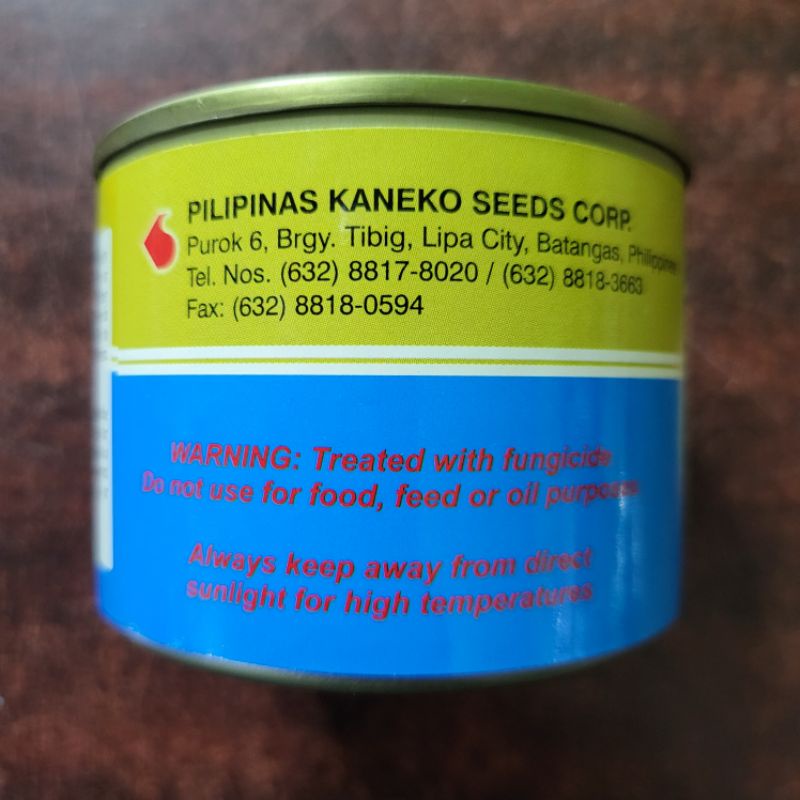 PILIPINAS KANEKO SEEDS CORP.
Purok 6, Brgy. Tibig, Lipa City, Batangas, Philippines
Tel. Nos. (632) 8817-8020 / (632) 8818-3663
Fax: (632) 8818-0594
WARNING: Treated with fungicide
Do not use for food, feed or oil purposes
Always keep away from direct
sunlight for high temperatures